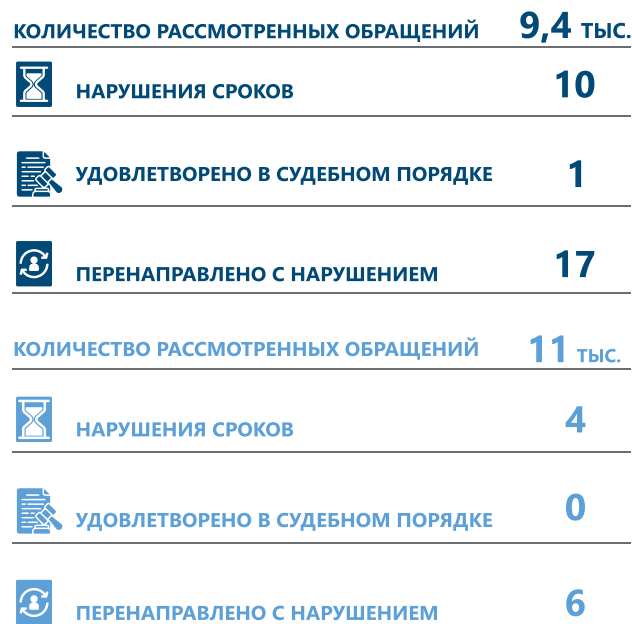 КОЛИЧЕСТВО РАССМОТРЕННЫХ ОБРАЩЕНИЙ 9,4 ТЫС.
НАРУШЕНИЯ СРОКОВ 10
УДОВЛЕТВОРЕНО В СУДЕБНОМ ПОРЯДКЕ 1
ПЕРЕНАПРАВЛЕНО С НАРУШЕНИЕМ 17
КОЛИЧЕСТВО РАССМОТРЕННЫХ ОБРАЩЕНИЙ 11 ТЫС.
НАРУШЕНИЯ СРОКОВ 4
УДОВЛЕТВОРЕНО В СУДЕБНОМ ПОРЯДКЕ 0
ПЕРЕНАПРАВЛЕНО С НАРУШЕНИЕМ 6